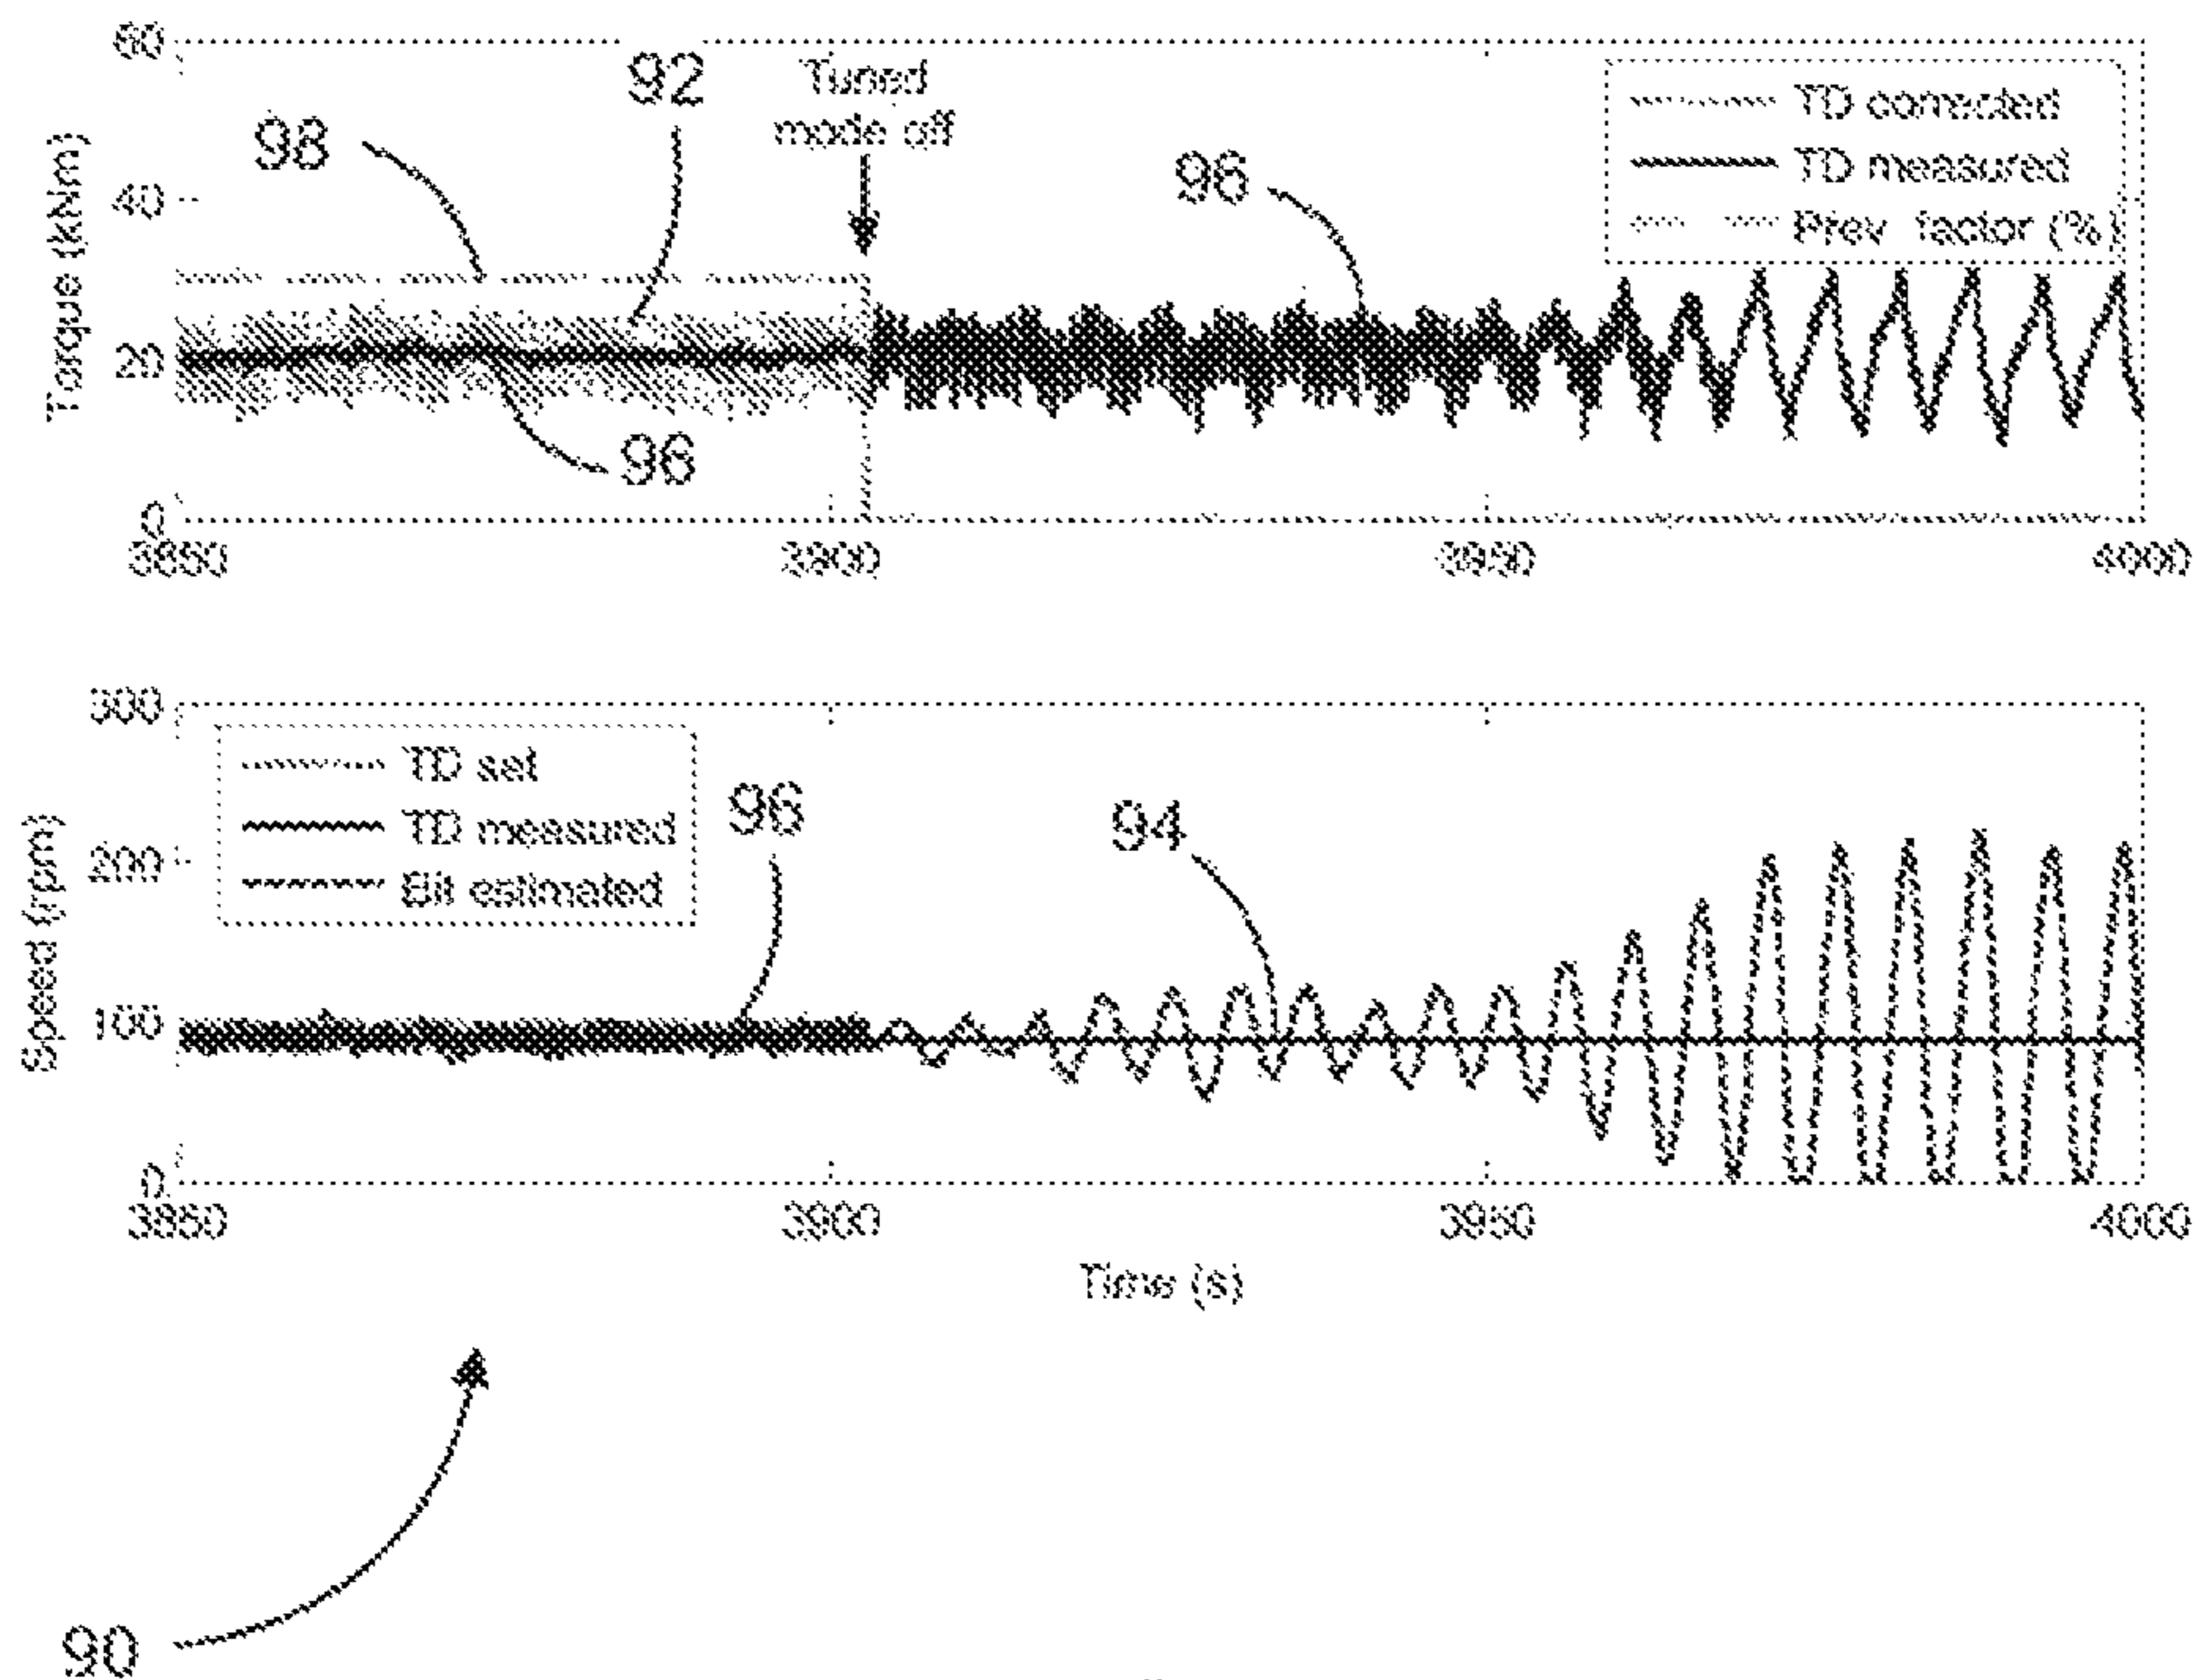 60
92
Tuned
mode off
98
96
TD corrected
TD measured
Prev. factor (%)
Torque (kNm)
40
20
96
0
3850
3900
3950
4000
300
TD set
TD measured
Bit estimated
96
94
Speed (rpm)
200
100
0
3850
3900
3950
4000
Time (s)
90